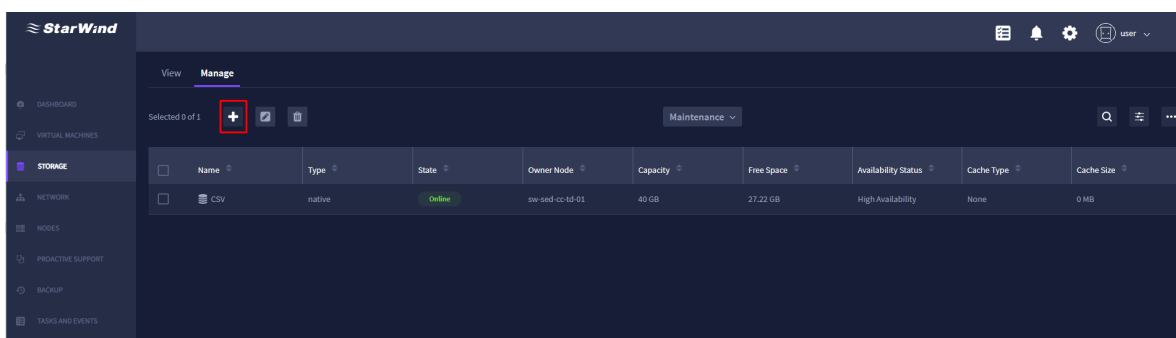 StarWind
user
View Manage
DASHBOARD
Selected 0 of 1
Maintenance
VIRTUAL MACHINES
STORAGE
Name Type State Owner Node Capacity Free Space Availability Status Cache Type Cache Size
NETWORK
CSV native Online sw-sed-cc-td-01 40 GB 27.22 GB High Availability None 0 MB
NODES
PROACTIVE SUPPORT
BACKUP
TASKS AND EVENTS